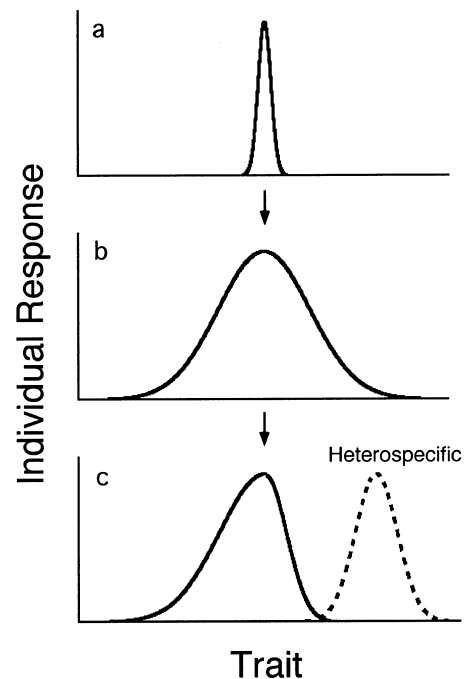 a
b
Heterospecific
c
Individual Response
Trait